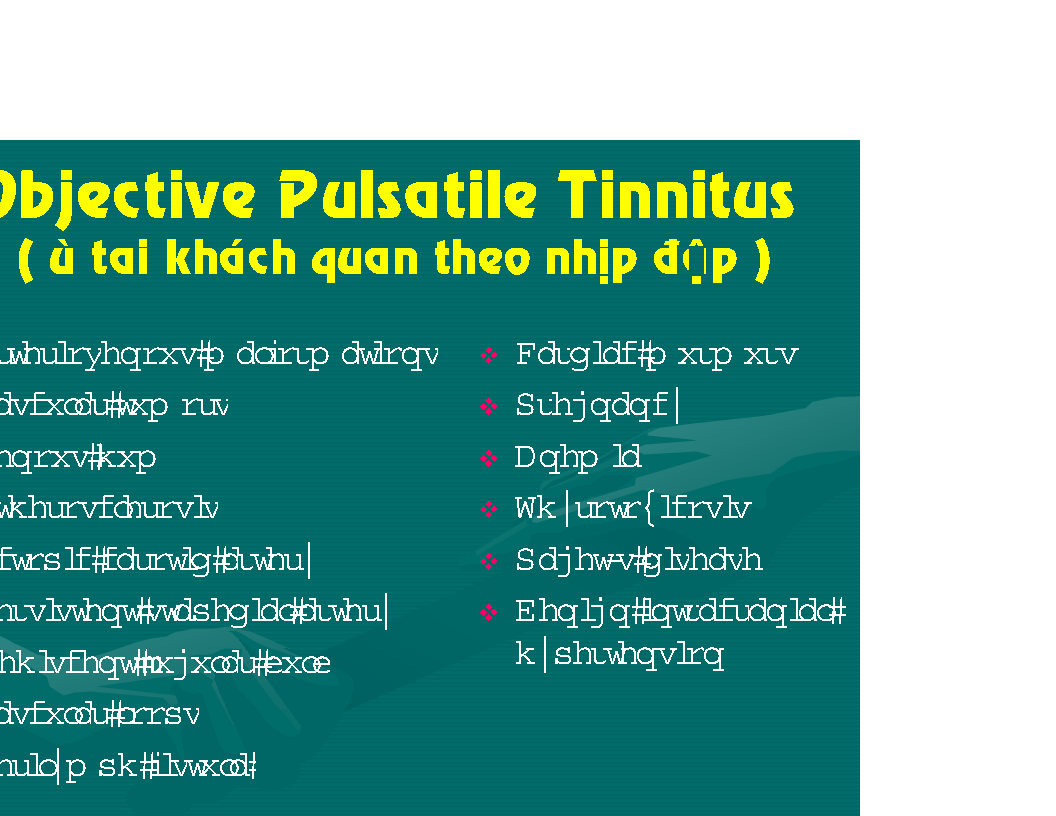 Objective Pulsatile Tinnitus
( ù tai khách quan theo nhịp độp )
uwhulryhqrxv#p doirup dwlrqv
dvfxodu#wxp ruv
hqrxv#kxp
wkhurvfohurvlv
fwrslf#fdurwlg#duwhu|
huvlvwhqw#vwdshgldo#duwhu|
hklvfhqw#mxjxodu#exoe
dvfxodu#orrsv
hulo|p sk#ilvwxod#
Fdugldf#p xup xuv
Suhjqdqf|
Dqhp ld
Wk|urwr{lfrvlv
Sdjhw-v#glvhdvh
Ehqljq#lqwudfudqldo#
k|shuwhqvlrq